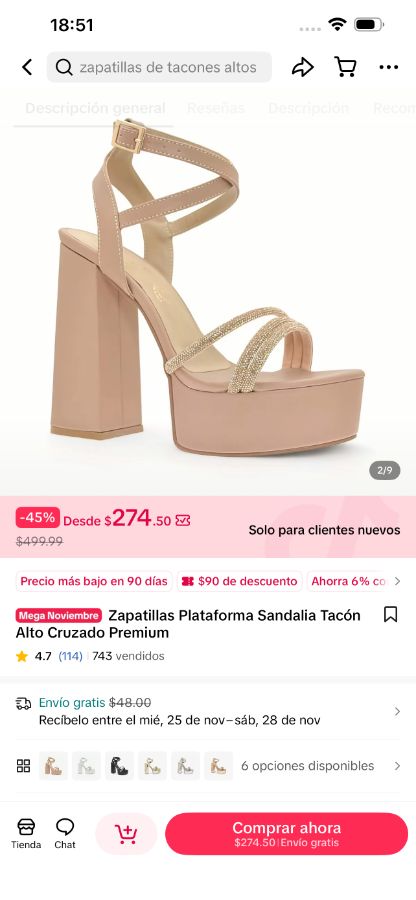 18:51
zapatillas de tacones altos
Descripción general Reseñas Descripción Recom
2/9
-45% Desde $274.50
$499.99
Solo para clientes nuevos
Precio más bajo en 90 días $90 de descuento Ahorra 6% co
Mega Noviembre Zapatillas Plataforma Sandalia Tacón
Alto Cruzado Premium
4.7 (114) 743 vendidos
Envío gratis $48.00
Recíbelo entre el mié, 25 de nov–sáb, 28 de nov
6 opciones disponibles
Tienda
Chat
Comprar ahora
$274.50 | Envío gratis